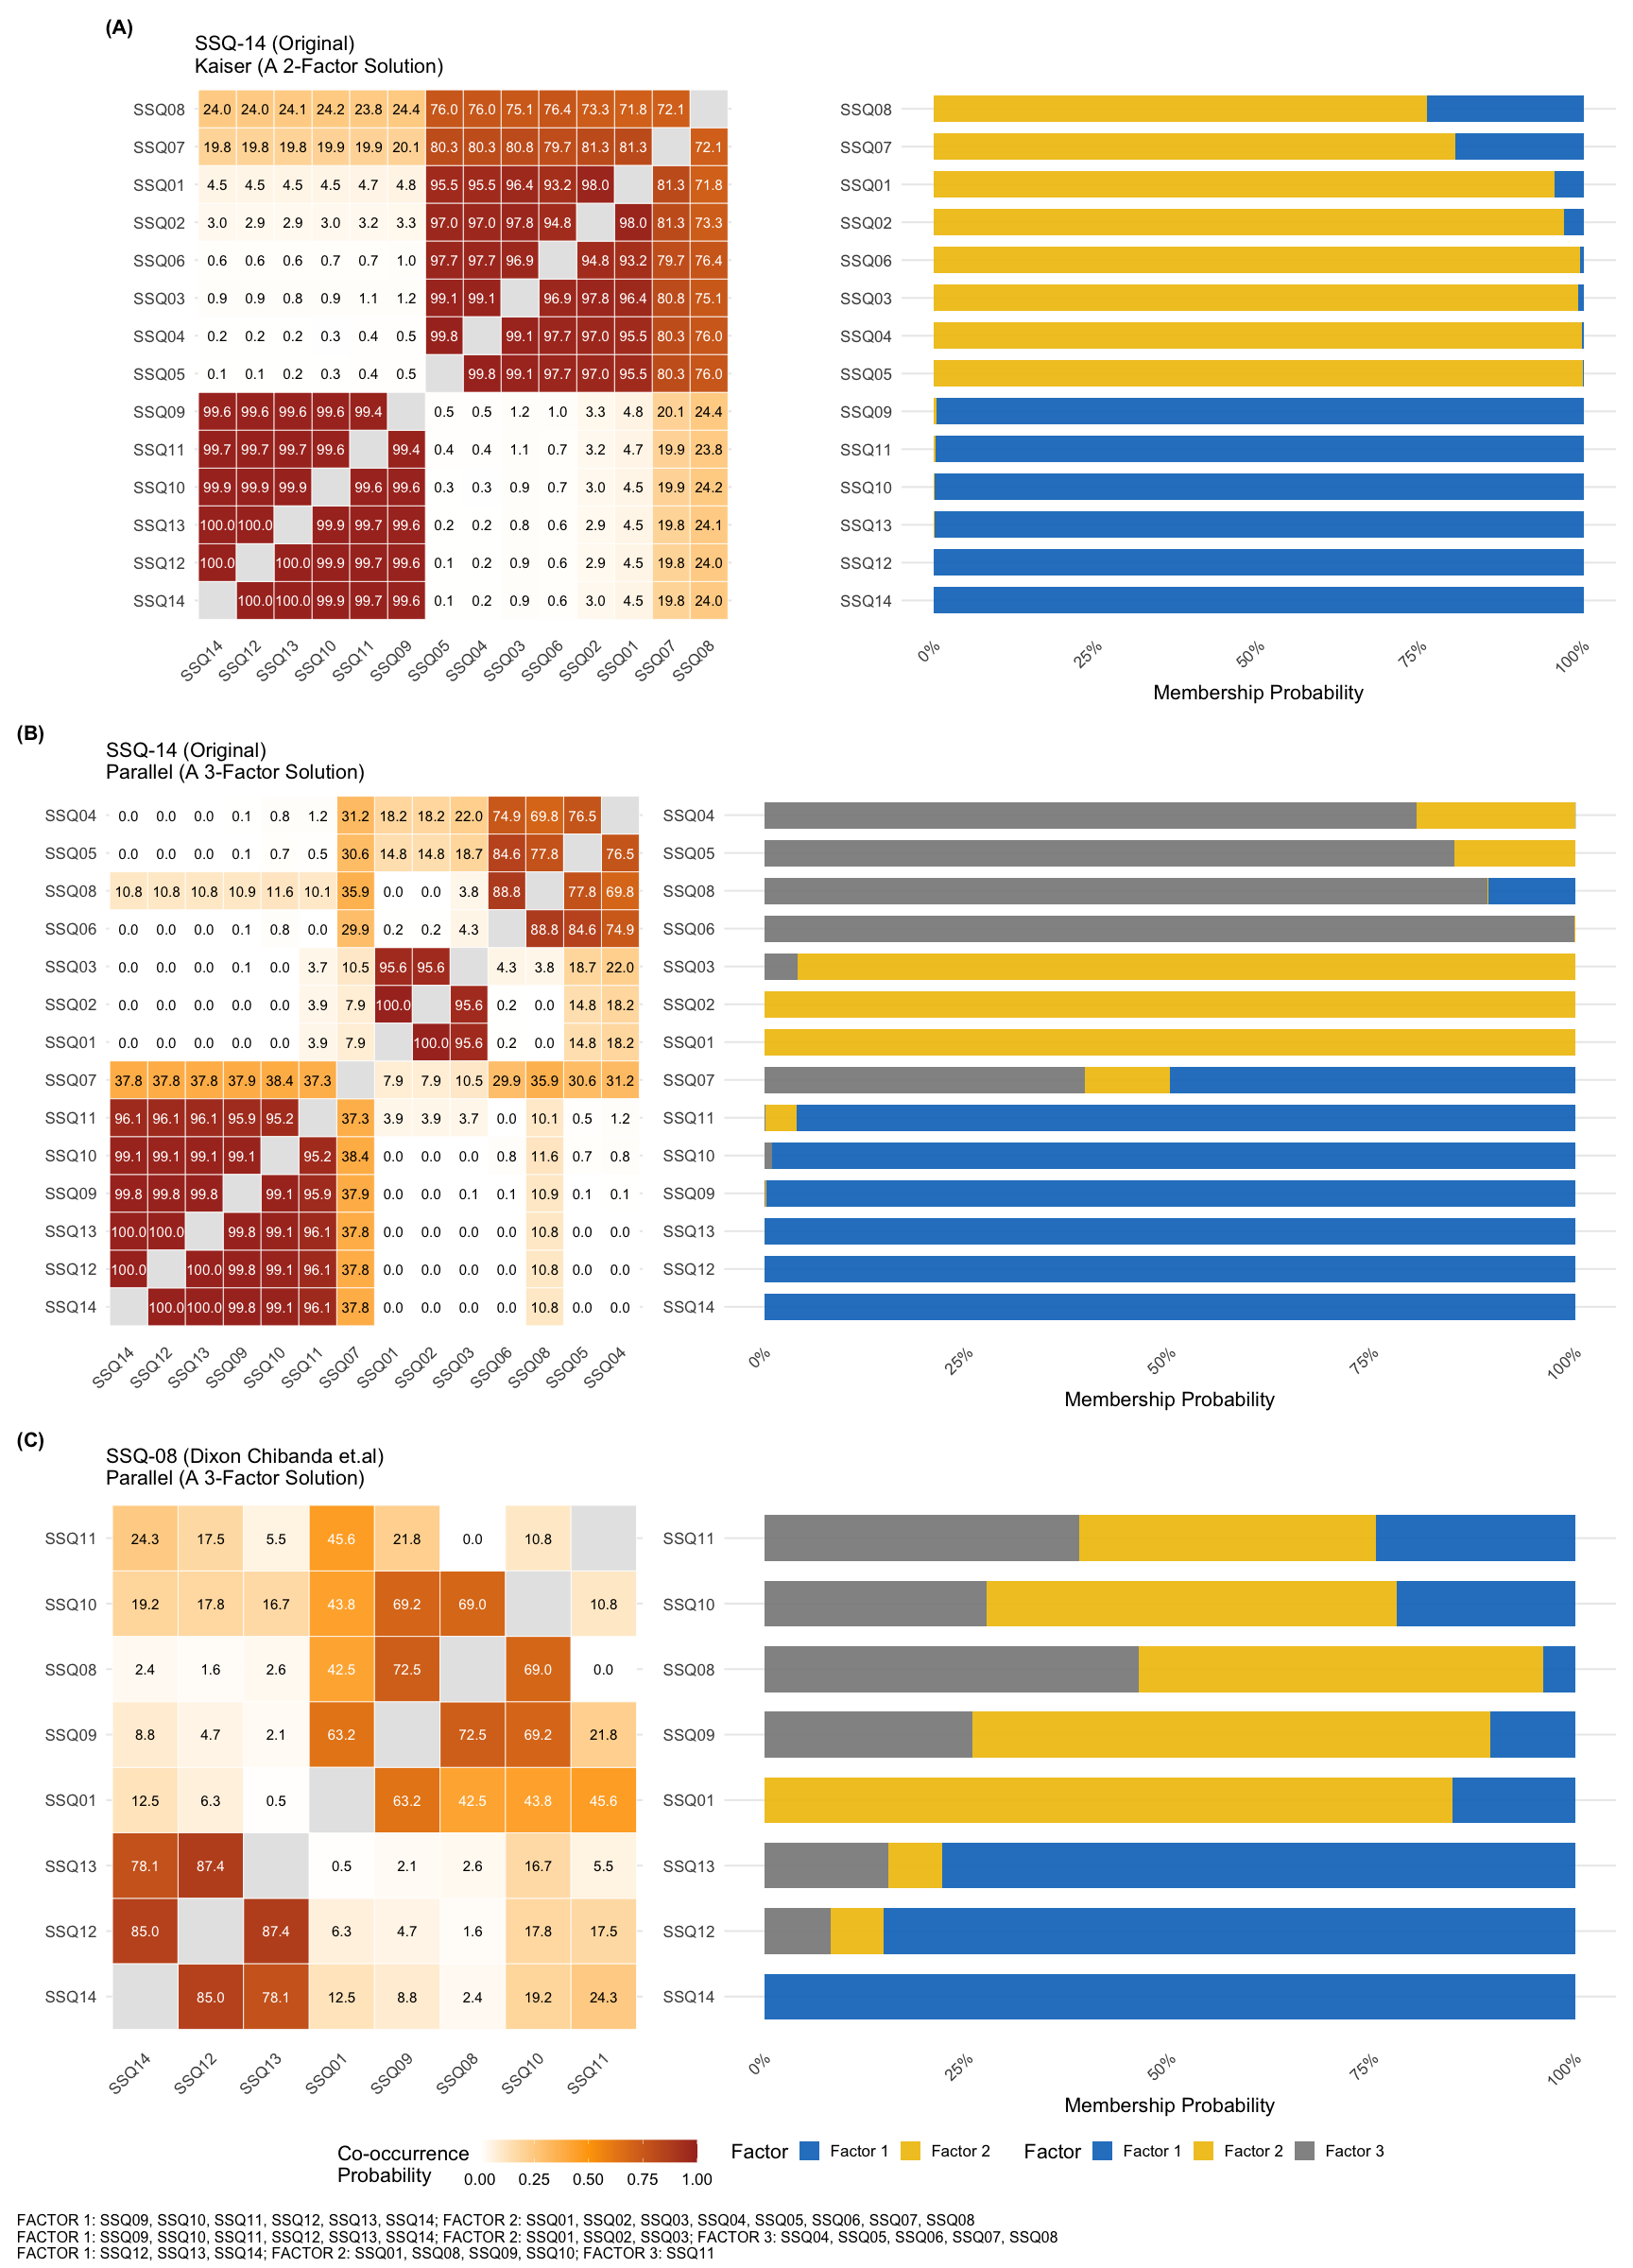 (A)
SSQ-14 (Original)
Kaiser (A 2-Factor Solution)
SSQ08 24.0 24.0 24.1 24.2 23.8 24.4 76.0 76.0 75.1 76.4 73.3 71.8 72.1
SSQ07 19.8 19.8 19.8 19.9 19.9 20.1 80.3 80.3 80.8 79.7 81.3 81.3 72.1
SSQ01 4.5 4.5 4.5 4.5 4.7 4.8 95.5 95.5 96.4 93.2 98.0 81.3 71.8
SSQ02 3.0 2.9 2.9 3.0 3.2 3.3 97.0 97.0 97.8 94.8 98.0 81.3 73.3
SSQ06 0.6 0.6 0.6 0.7 0.7 1.0 97.7 97.7 96.9 94.8 93.2 79.7 76.4
SSQ03 0.9 0.9 0.8 0.9 1.1 1.2 99.1 99.1 96.9 97.8 96.4 80.8 75.1
SSQ04 0.2 0.2 0.2 0.3 0.4 0.5 99.8 99.1 97.7 97.0 95.5 80.3 76.0
SSQ05 0.1 0.1 0.2 0.3 0.4 0.5 99.8 99.1 97.7 97.0 95.5 80.3 76.0
SSQ09 99.6 99.6 99.6 99.6 99.4 0.5 0.5 1.2 1.0 3.3 4.8 20.1 24.4
SSQ11 99.7 99.7 99.7 99.6 99.4 0.4 0.4 1.1 0.7 3.2 4.7 19.9 23.8
SSQ10 99.9 99.9 99.9 99.6 99.6 0.3 0.3 0.9 0.7 3.0 4.5 19.9 24.2
SSQ13 100.0 100.0 99.9 99.7 99.6 0.2 0.2 0.8 0.6 2.9 4.5 19.8 24.1
SSQ12 100.0 100.0 99.9 99.7 99.6 0.1 0.2 0.9 0.6 2.9 4.5 19.8 24.0
SSQ14 100.0 100.0 99.9 99.7 99.6 0.1 0.2 0.9 0.6 3.0 4.5 19.8 24.0
SSQ14 SSQ12 SSQ13 SSQ10 SSQ11 SSQ09 SSQ05 SSQ04 SSQ03 SSQ06 SSQ02 SSQ01 SSQ07 SSQ08
SSQ08
SSQ07
SSQ01
SSQ02
SSQ06
SSQ03
SSQ04
SSQ05
SSQ09
SSQ11
SSQ10
SSQ13
SSQ12
SSQ14
0% 25% 50% 75% 100%
Membership Probability
(B)
SSQ-14 (Original)
Parallel (A 3-Factor Solution)
SSQ04 0.0 0.0 0.0 0.1 0.8 1.2 31.2 18.2 18.2 22.0 74.9 69.8 76.5
SSQ05 0.0 0.0 0.0 0.1 0.7 0.5 30.6 14.8 14.8 18.7 84.6 77.8 76.5
SSQ08 10.8 10.8 10.8 10.9 11.6 10.1 35.9 0.0 0.0 3.8 88.8 77.8 69.8
SSQ06 0.0 0.0 0.0 0.1 0.8 0.0 29.9 0.2 0.2 4.3 88.8 84.6 74.9
SSQ03 0.0 0.0 0.0 0.1 0.0 3.7 10.5 95.6 95.6 4.3 3.8 18.7 22.0
SSQ02 0.0 0.0 0.0 0.0 0.0 3.9 7.9 100.0 95.6 0.2 0.0 14.8 18.2
SSQ01 0.0 0.0 0.0 0.0 0.0 3.9 7.9 100.0 95.6 0.2 0.0 14.8 18.2
SSQ07 37.8 37.8 37.8 37.9 38.4 37.3 7.9 7.9 10.5 29.9 35.9 30.6 31.2
SSQ11 96.1 96.1 96.1 95.9 95.2 37.3 3.9 3.9 3.7 0.0 10.1 0.5 1.2
SSQ10 99.1 99.1 99.1 99.1 95.2 38.4 0.0 0.0 0.0 0.8 11.6 0.7 0.8
SSQ09 99.8 99.8 99.8 99.1 95.9 37.9 0.0 0.0 0.1 0.1 10.9 0.1 0.1
SSQ13 100.0 100.0 99.8 99.1 96.1 37.8 0.0 0.0 0.0 0.0 10.8 0.0 0.0
SSQ12 100.0 100.0 99.8 99.1 96.1 37.8 0.0 0.0 0.0 0.0 10.8 0.0 0.0
SSQ14 100.0 100.0 99.8 99.1 96.1 37.8 0.0 0.0 0.0 0.0 10.8 0.0 0.0
SSQ14 SSQ12 SSQ13 SSQ09 SSQ10 SSQ11 SSQ07 SSQ01 SSQ02 SSQ03 SSQ06 SSQ08 SSQ05 SSQ04
SSQ04
SSQ05
SSQ08
SSQ06
SSQ03
SSQ02
SSQ01
SSQ07
SSQ11
SSQ10
SSQ09
SSQ13
SSQ12
SSQ14
0% 25% 50% 75% 100%
Membership Probability
(C)
SSQ-08 (Dixon Chibanda et.al)
Parallel (A 3-Factor Solution)
SSQ11 24.3 17.5 5.5 45.6 21.8 0.0 10.8
SSQ10 19.2 17.8 16.7 43.8 69.2 69.0 10.8
SSQ08 2.4 1.6 2.6 42.5 72.5 69.0 0.0
SSQ09 8.8 4.7 2.1 63.2 72.5 69.2 21.8
SSQ01 12.5 6.3 0.5 63.2 42.5 43.8 45.6
SSQ13 78.1 87.4 0.5 2.1 2.6 16.7 5.5
SSQ12 85.0 87.4 6.3 4.7 1.6 17.8 17.5
SSQ14 85.0 78.1 12.5 8.8 2.4 19.2 24.3
SSQ14 SSQ12 SSQ13 SSQ01 SSQ09 SSQ08 SSQ10 SSQ11
SSQ11
SSQ10
SSQ08
SSQ09
SSQ01
SSQ13
SSQ12
SSQ14
0% 25% 50% 75% 100%
Membership Probability
Co-occurrence
Probability
0.00 0.25 0.50 0.75 1.00
Factor Factor 1 Factor 2
Factor Factor 1 Factor 2 Factor 3
FACTOR 1: SSQ09, SSQ10, SSQ11, SSQ12, SSQ13, SSQ14; FACTOR 2: SSQ01, SSQ02, SSQ03, SSQ04, SSQ05, SSQ06, SSQ07, SSQ08
FACTOR 1: SSQ09, SSQ10, SSQ11, SSQ12, SSQ13, SSQ14; FACTOR 2: SSQ01, SSQ02, SSQ03; FACTOR 3: SSQ04, SSQ05, SSQ06, SSQ07, SSQ08
FACTOR 1: SSQ12, SSQ13, SSQ14; FACTOR 2: SSQ01, SSQ08, SSQ09, SSQ10; FACTOR 3: SSQ11